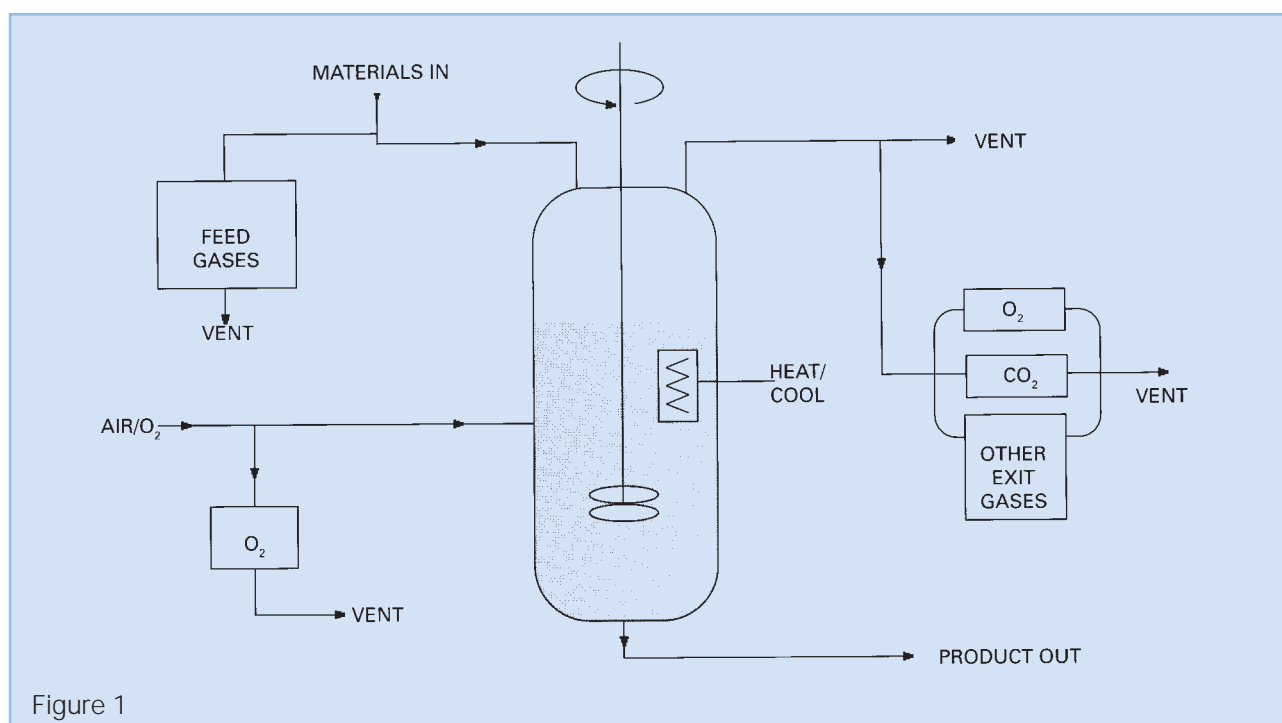 MATERIALS IN
VENT
FEED
GASES
VENT
O₂
CO₂
VENT
OTHER
EXIT
GASES
HEAT/
COOL
AIR/O₂
O₂
VENT
PRODUCT OUT
Figure 1